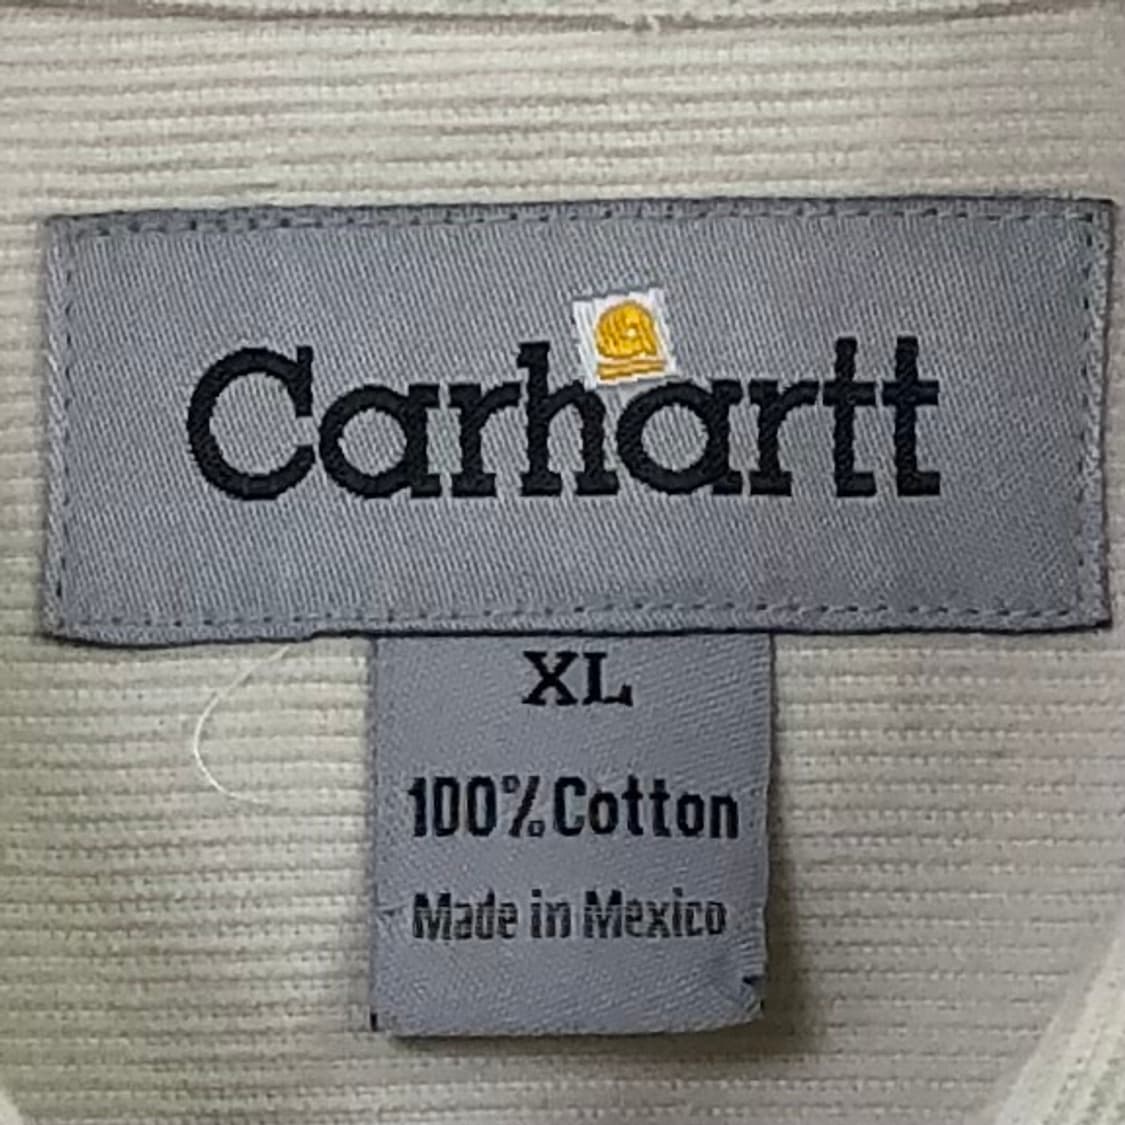 Carhartt
XL
100% Cotton
Made in Mexico